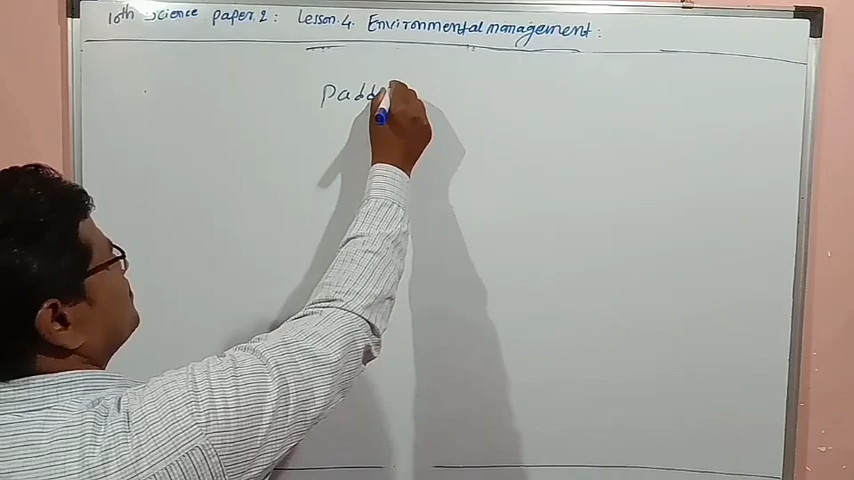 10th Science paper 2 : Lesson.4. Environmental management :
Padd